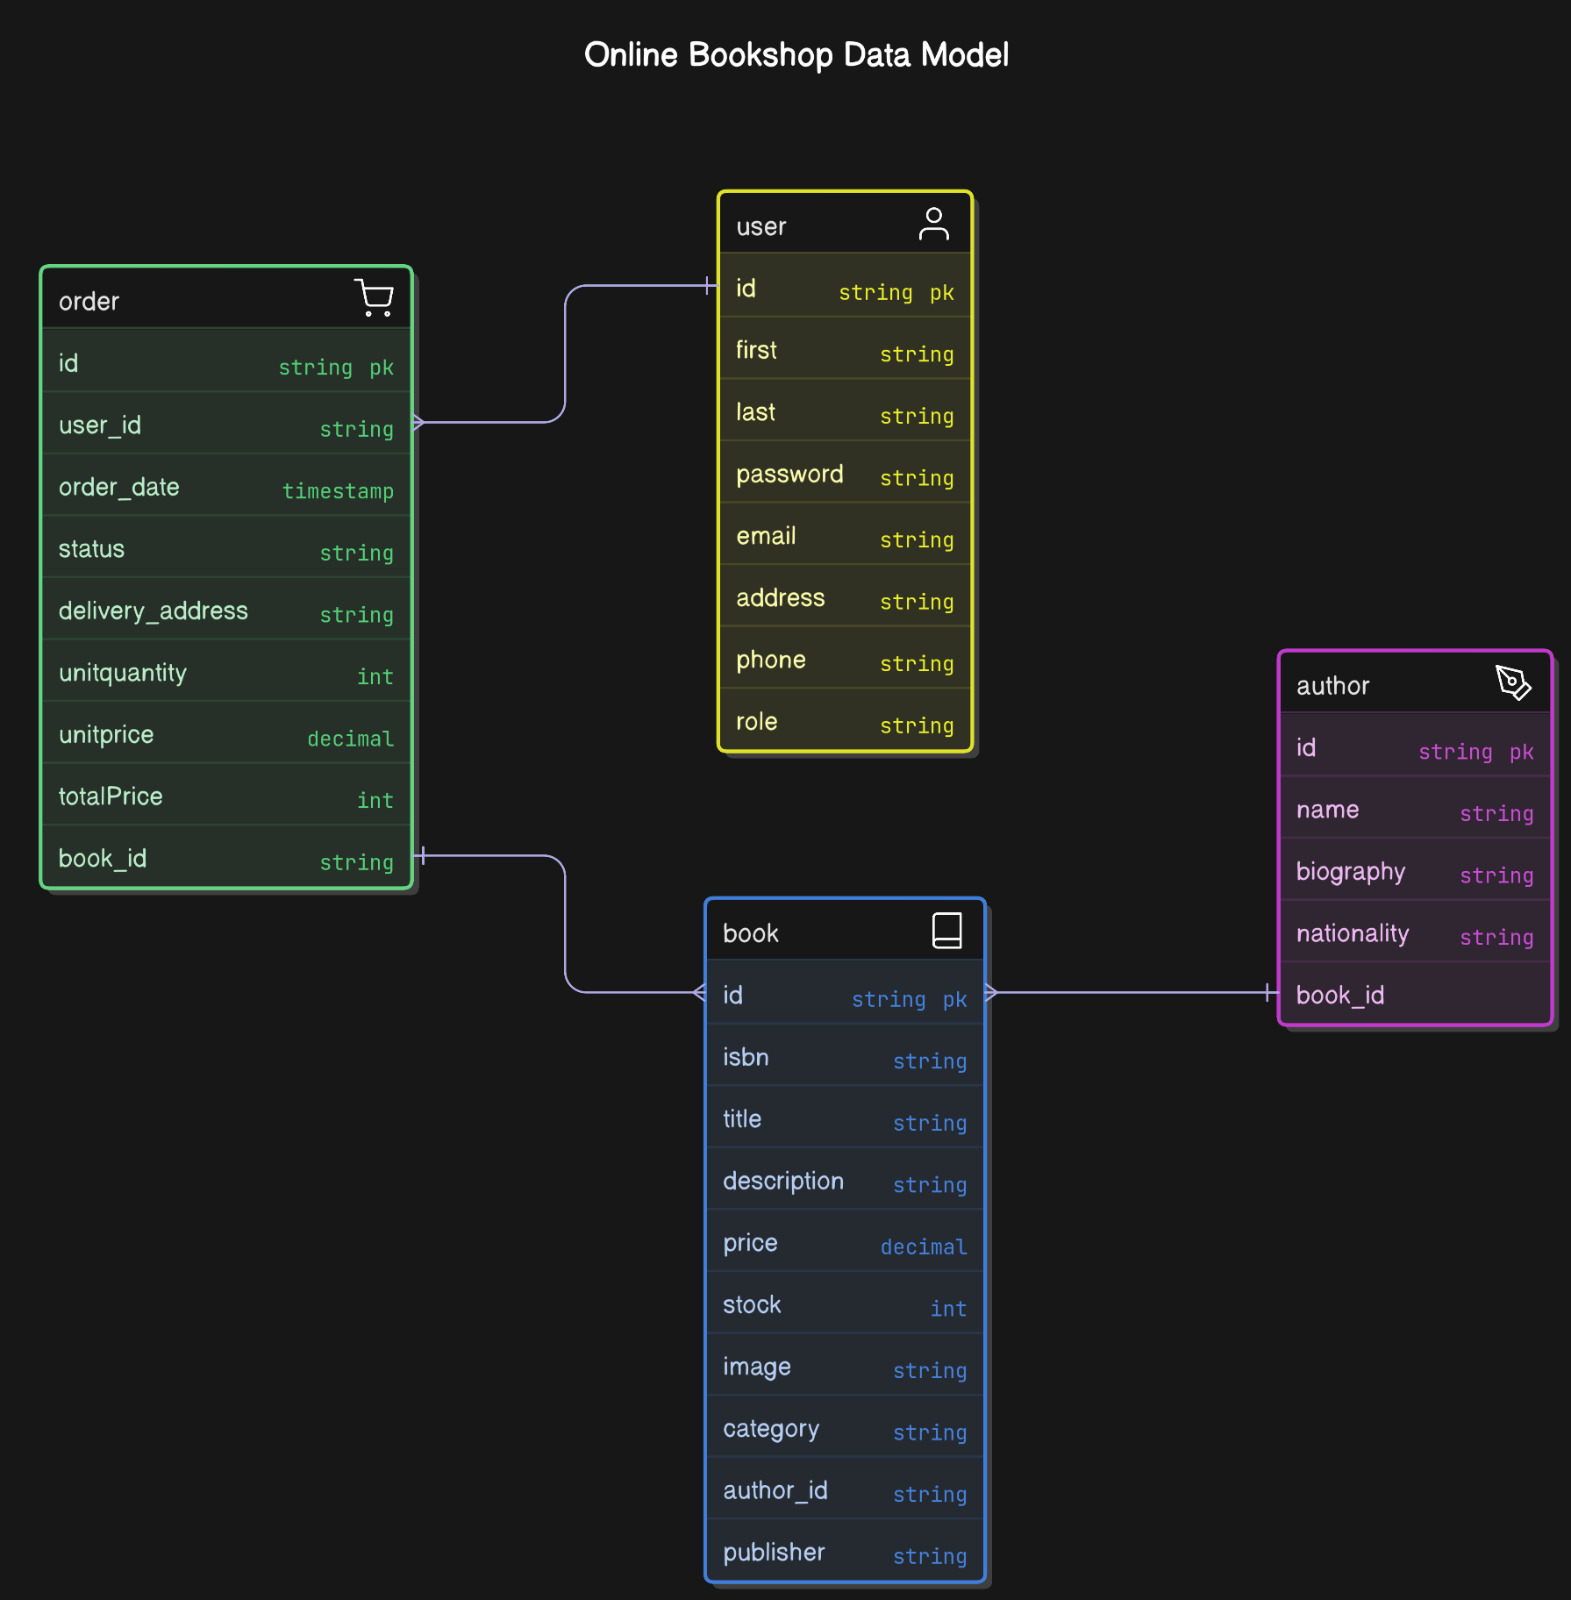 Online Bookshop Data Model
order
id string pk
user_id string
order_date timestamp
status string
delivery_address string
unitquantity int
unitprice decimal
totalPrice int
book_id string
user
id string pk
first string
last string
password string
email string
address string
phone string
role string
book
id string pk
isbn string
title string
description string
price decimal
stock int
image string
category string
author_id string
publisher string
author
id string pk
name string
biography string
nationality string
book_id